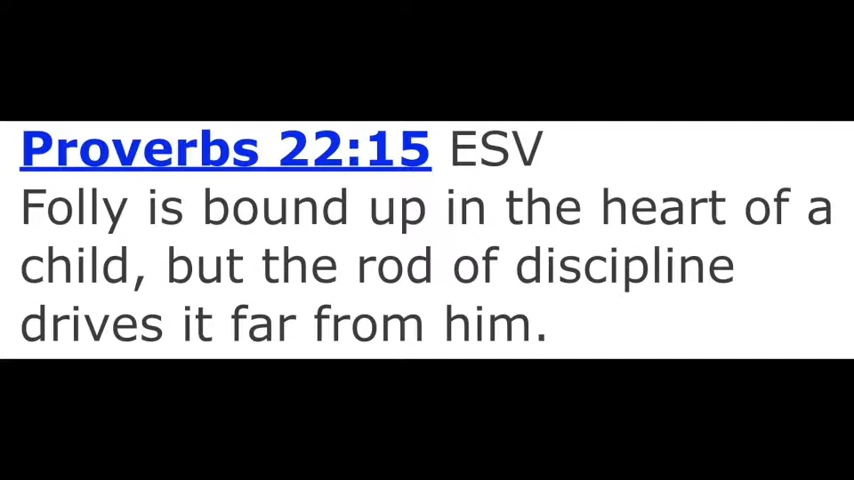 Proverbs 22:15 ESV
Folly is bound up in the heart of a
child, but the rod of discipline
drives it far from him.